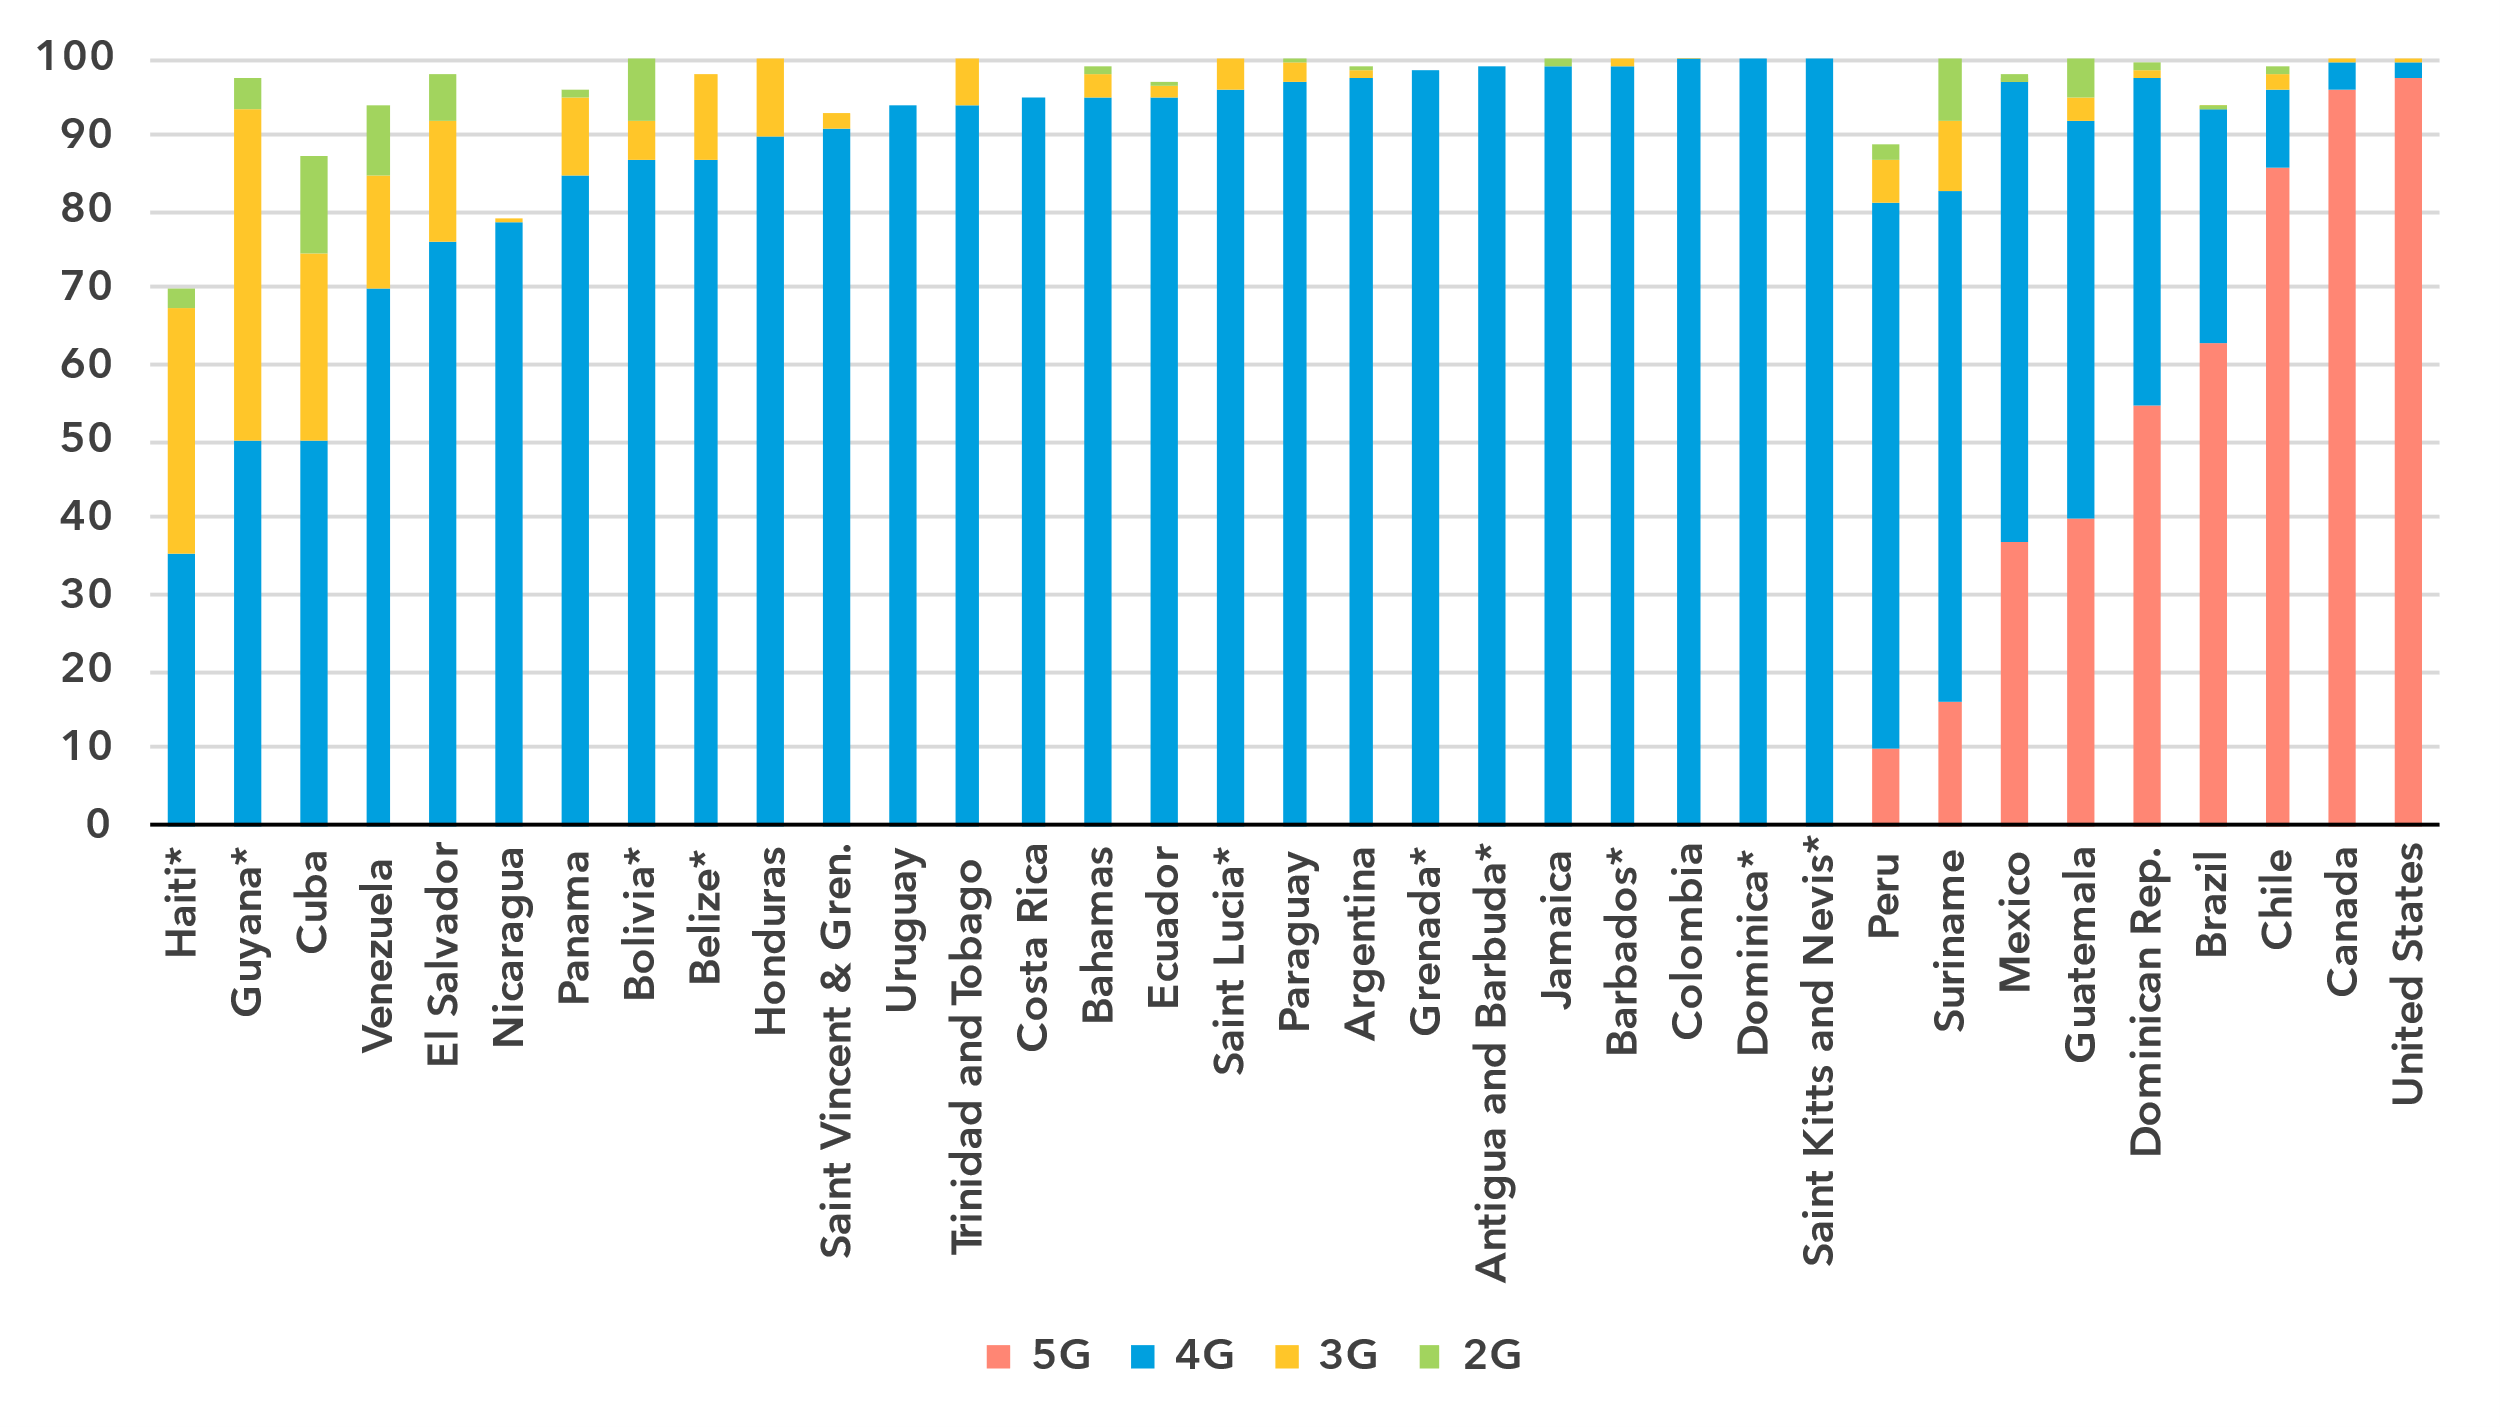 100
90
80
70
60
50
40
30
20
10
0
Haiti*
Guyana*
Cuba
Venezuela
El Salvador
Nicaragua
Panama
Bolivia*
Belize*
Honduras
Saint Vincent & Gren.
Uruguay
Trinidad and Tobago
Costa Rica
Bahamas
Ecuador
Saint Lucia*
Paraguay
Argentina
Grenada*
Antigua and Barbuda*
Jamaica
Barbados*
Colombia
Dominica*
Saint Kitts and Nevis*
Peru
Suriname
Mexico
Guatemala
Dominican Rep.
Brazil
Chile
Canada
United States
5G 4G 3G 2G